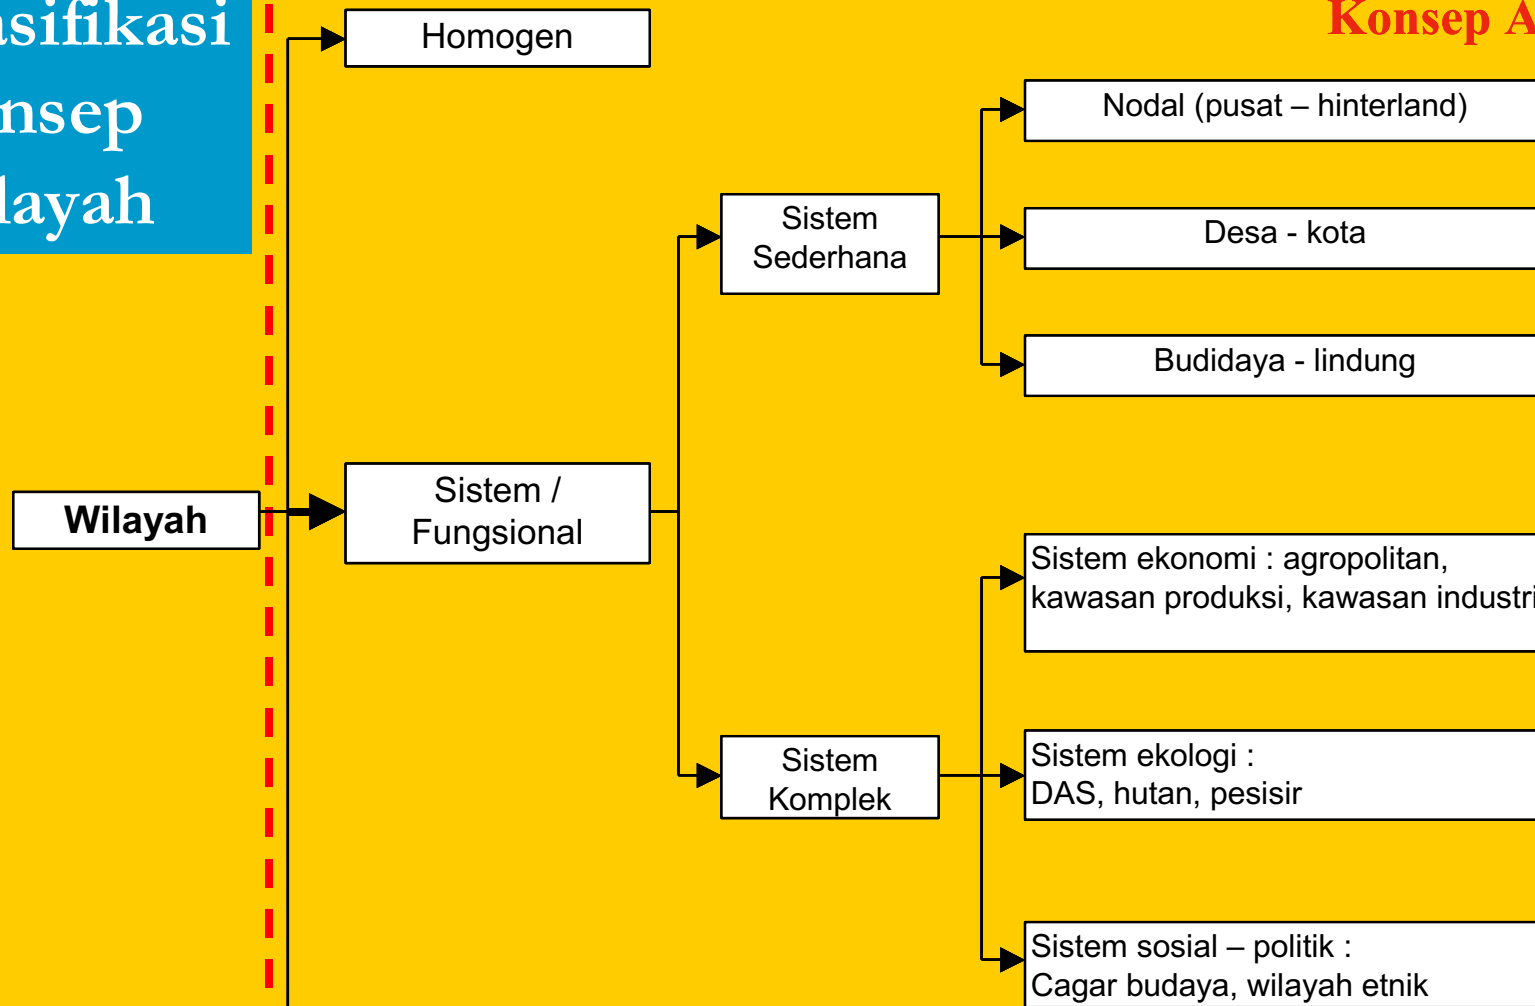 asifikasi
nsep
layah
Konsep A
Homogen
Nodal (pusat – hinterland)
Sistem
Sederhana
Desa - kota
Budidaya - lindung
Wilayah
Sistem /
Fungsional
Sistem ekonomi : agropolitan,
kawasan produksi, kawasan industri
Sistem
Komplek
Sistem ekologi :
DAS, hutan, pesisir
Sistem sosial – politik :
Cagar budaya, wilayah etnik